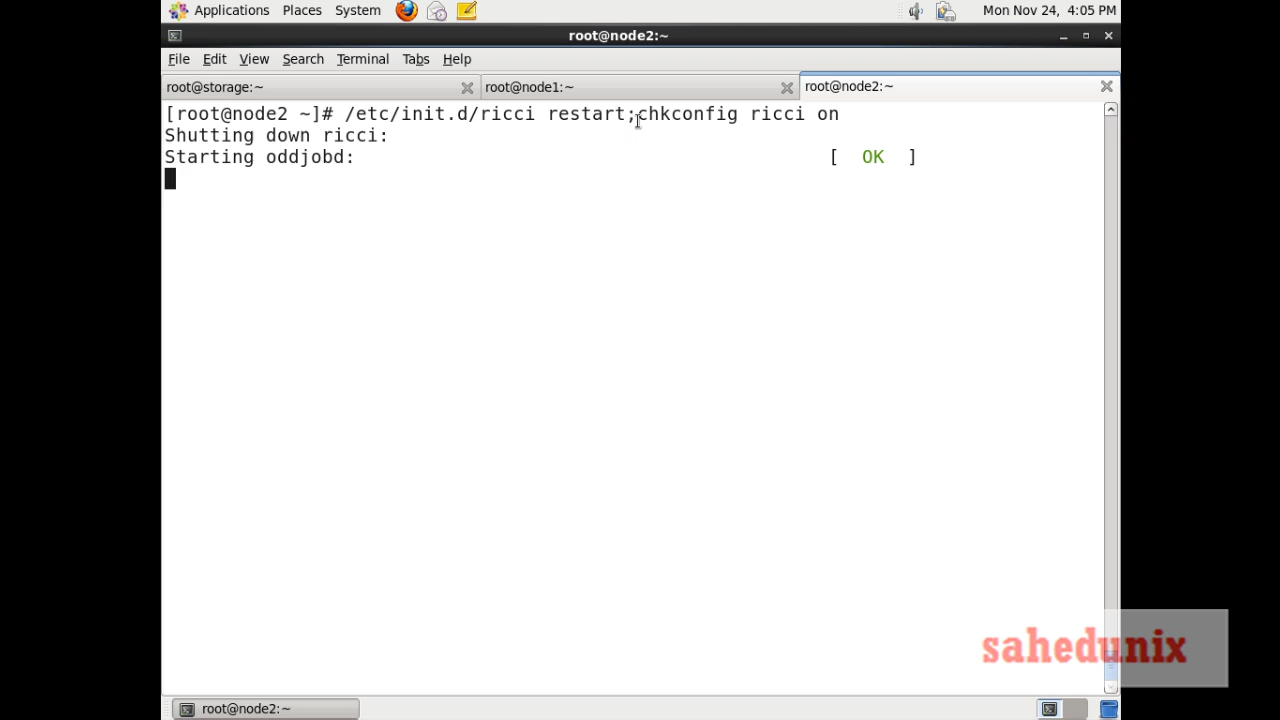 Applications Places System Mon Nov 24, 4:05 PM
root@node2:~
File Edit View Search Terminal Tabs Help
root@storage:~ root@node1:~ root@node2:~
[root@node2 ~]# /etc/init.d/ricci restart;chkconfig ricci on
Shutting down ricci:
Starting oddjobd: [ OK ]
sahedunix
root@node2:~